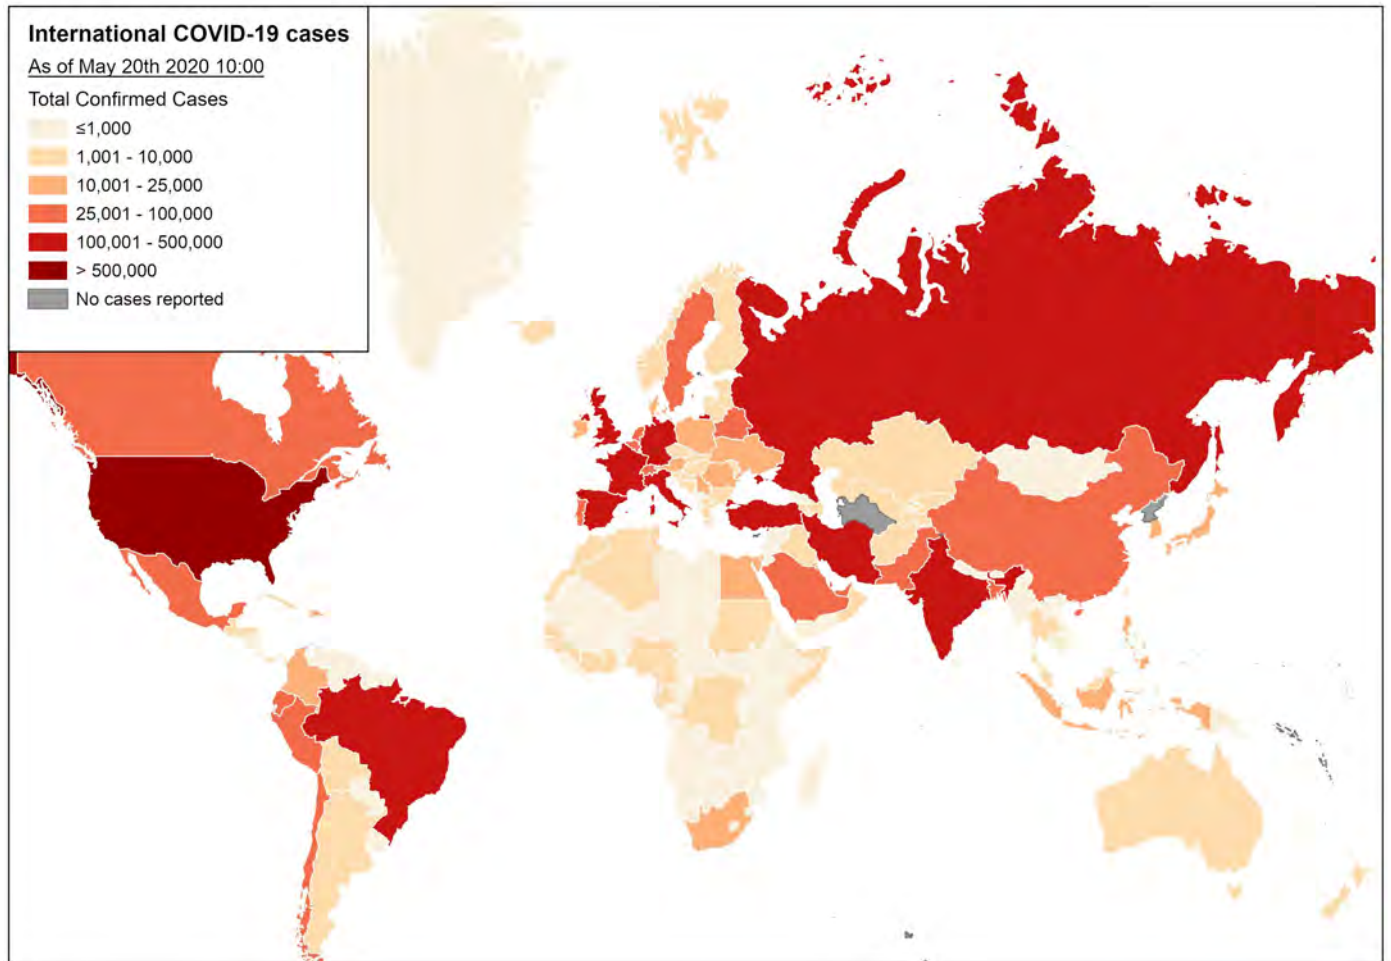 International COVID-19 cases
As of May 20th 2020 10:00
Total Confirmed Cases
≤1,000
1,001 - 10,000
10,001 - 25,000
25,001 - 100,000
100,001 - 500,000
> 500,000
No cases reported